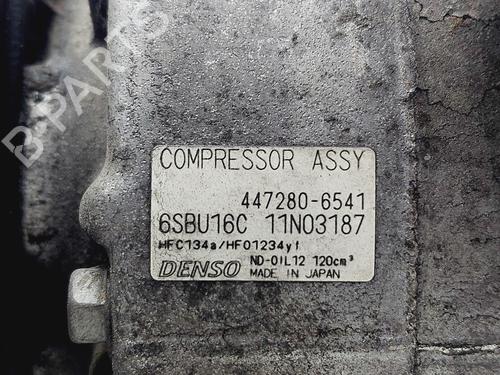 B-PARTS
COMPRESSOR ASSY
447280-6541
6SBU16C 11N03187
HFC134a/HFO1234yf
DENSO ND-OIL12 120cm³
MADE IN JAPAN